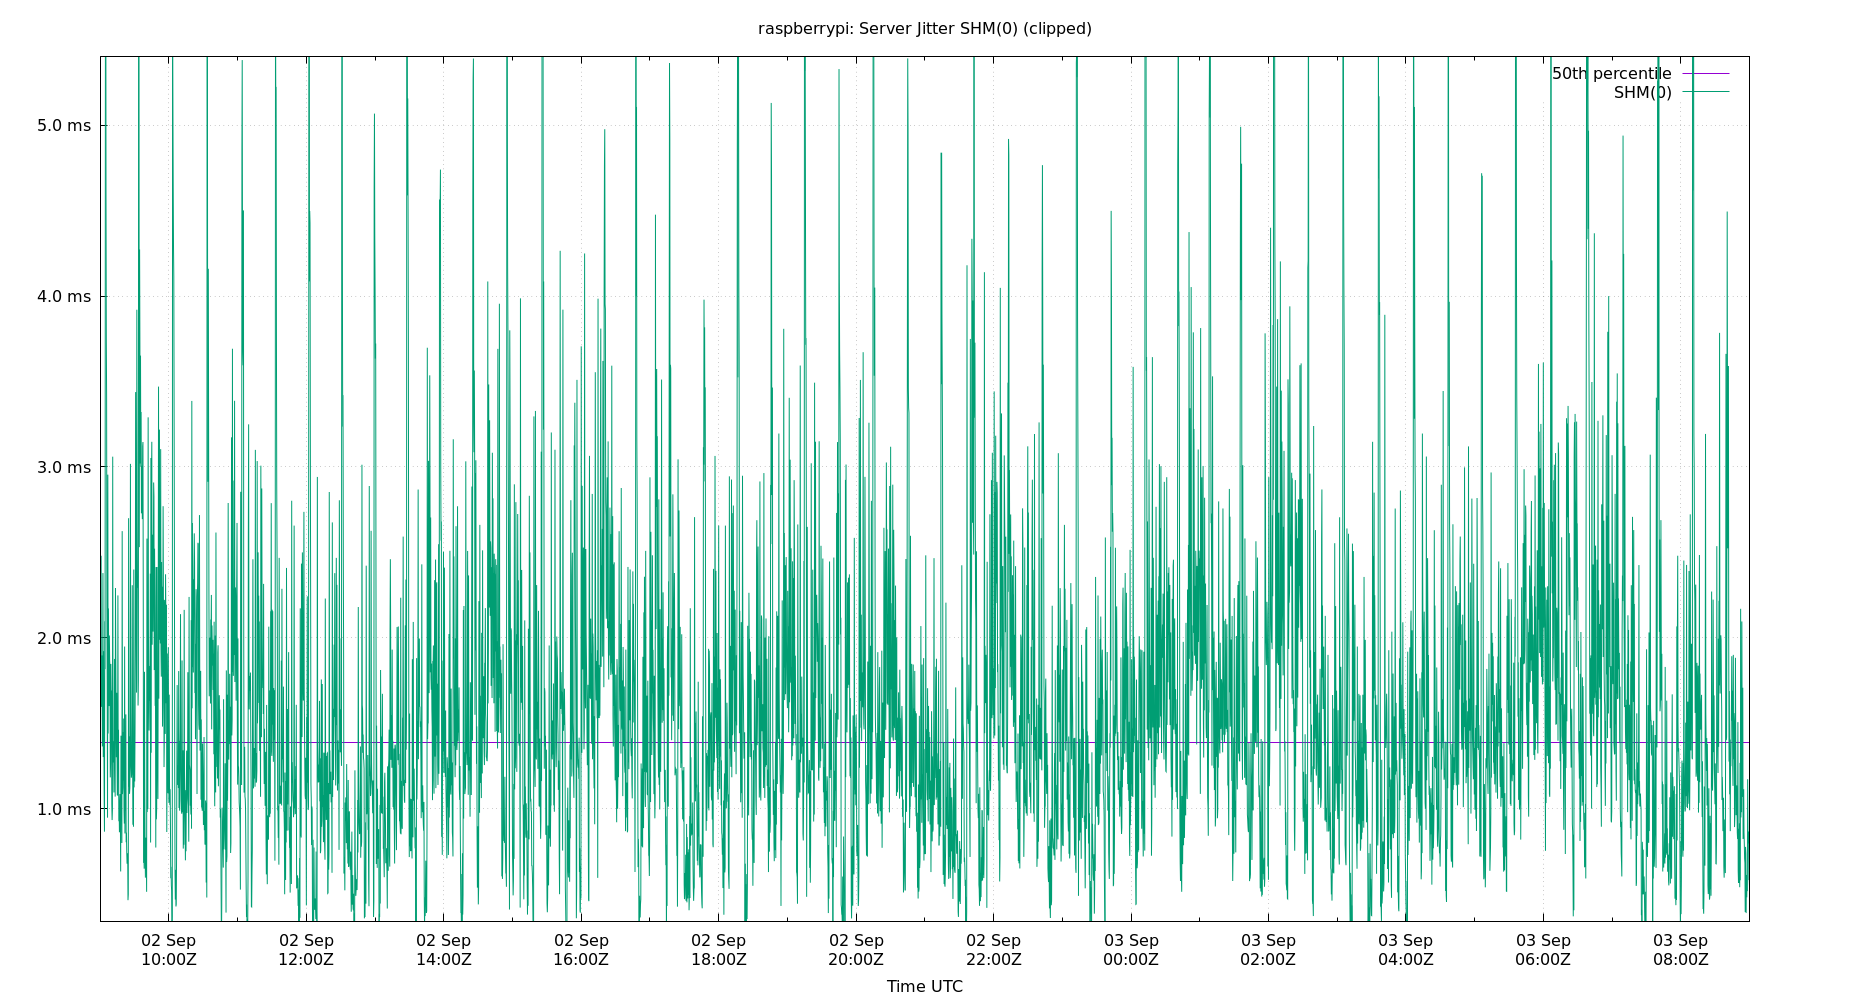 raspberrypi: Server Jitter SHM(0) (clipped)
50th percentile
SHM(0)
5.0 ms
4.0 ms
3.0 ms
2.0 ms
1.0 ms
02 Sep 02 Sep 02 Sep 02 Sep 02 Sep 02 Sep 02 Sep 03 Sep 03 Sep 03 Sep 03 Sep 03 Sep
10:00Z 12:00Z 14:00Z 16:00Z 18:00Z 20:00Z 22:00Z 00:00Z 02:00Z 04:00Z 06:00Z 08:00Z
Time UTC